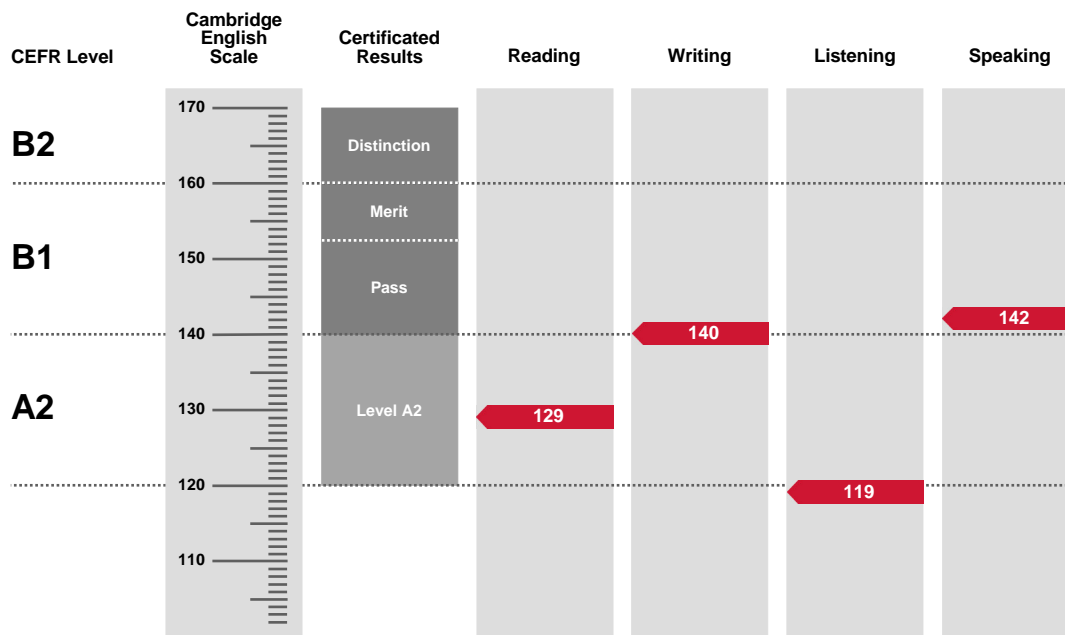 CEFR Level
Cambridge
English
Scale
Certificated
Results
Reading
Writing
Listening
Speaking
170
B2
Distinction
160
Merit
B1
150
Pass
142
140
140
A2
130
Level A2
129
120
119
110